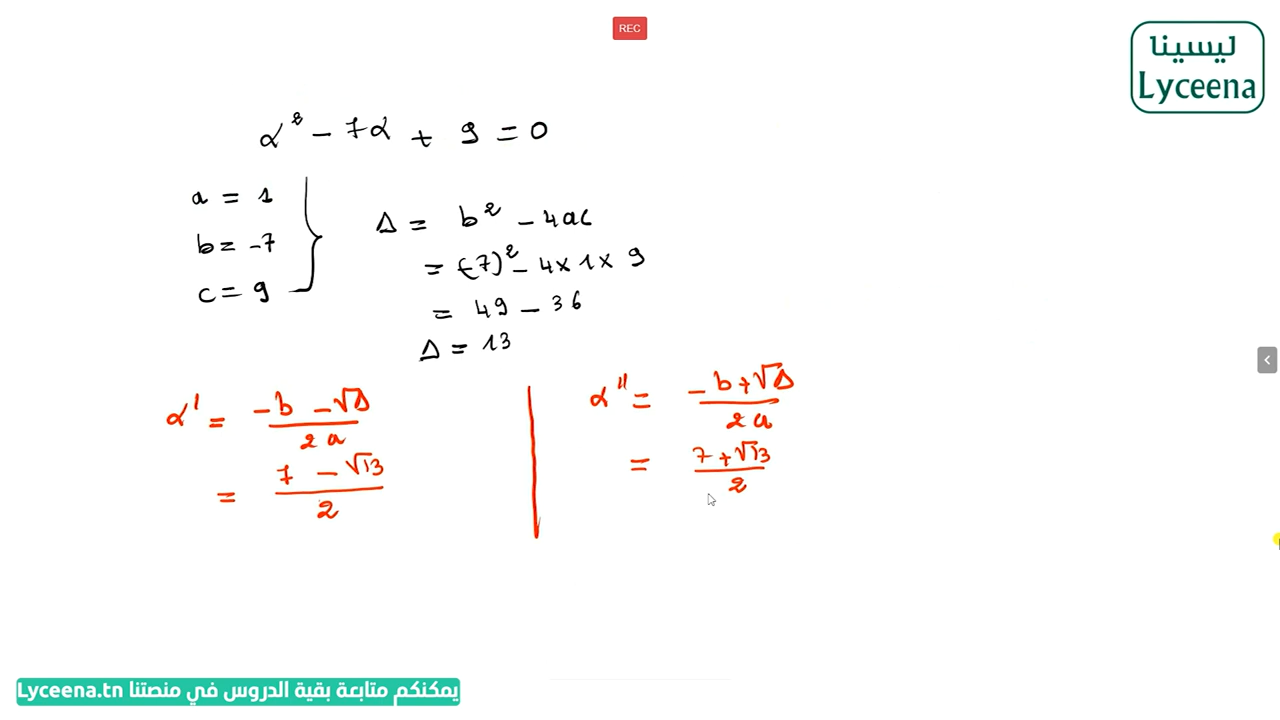 REC
ليسينا
Lyceena
α² - 7α + 9 = 0
a = 1
b = -7
c = 9
Δ = b² - 4ac
= (-7)² - 4 × 1 × 9
= 49 - 36
Δ = 13
α' = (-b - √Δ) / 2a
= (7 - √13) / 2
α'' = (-b + √Δ) / 2a
= (7 + √13) / 2
يمكنكم متابعة بقية الدروس في منصتنا Lyceena.tn